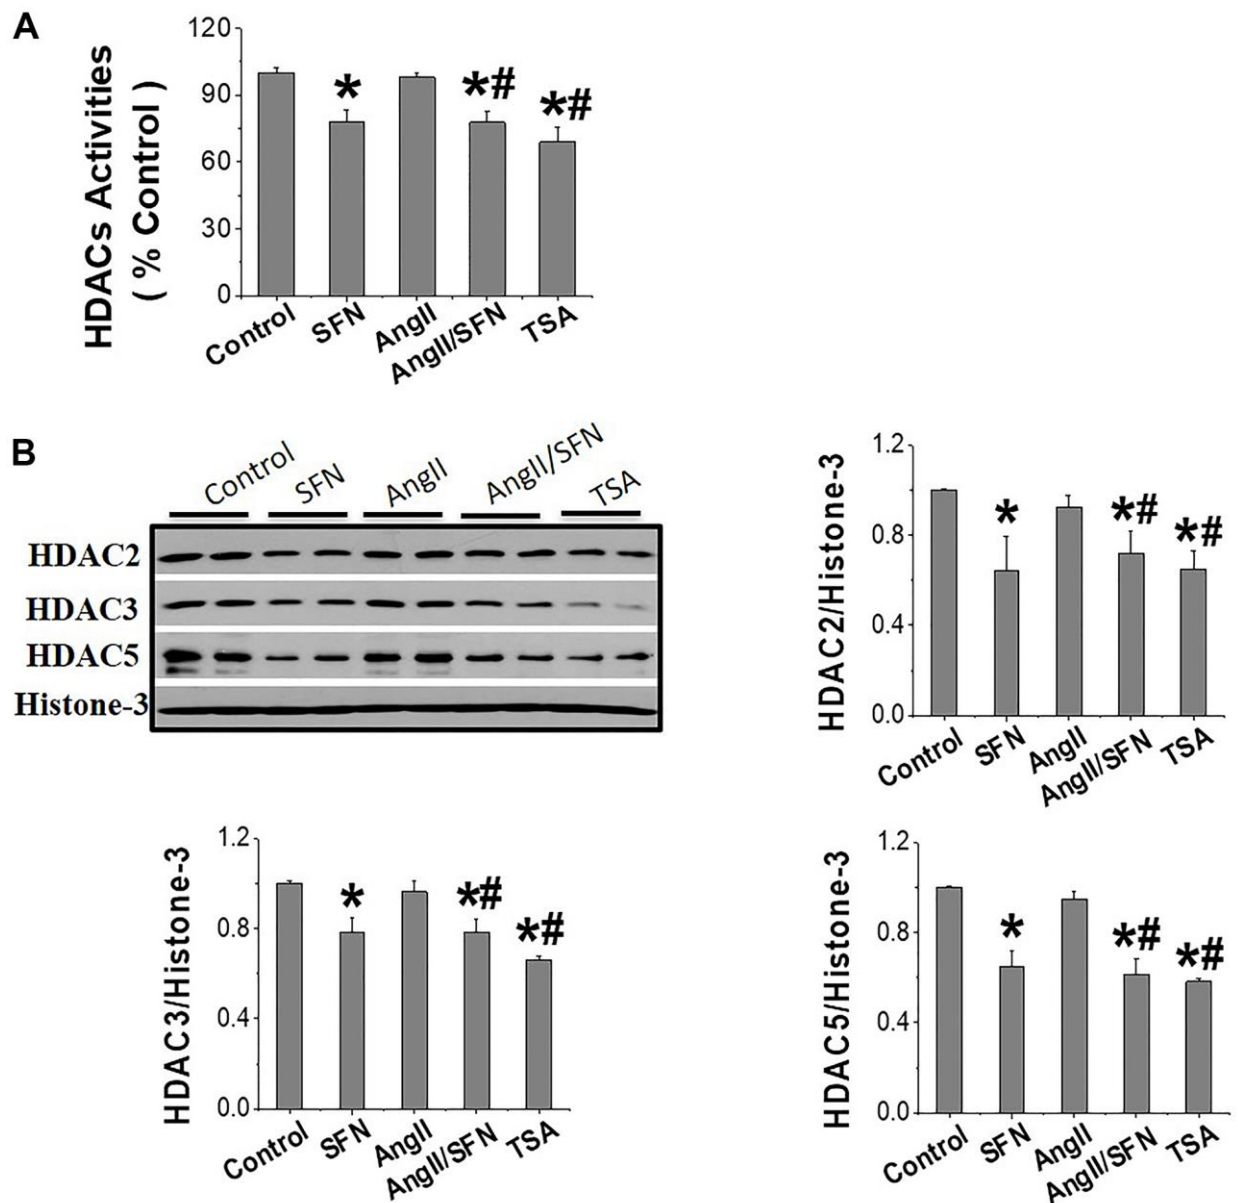 A
HDACs Activities
( % Control )
120
90
60
30
0
*
*#
*#
Control
SFN
AngII
AngII/SFN
TSA
B
Control
SFN
AngII
AngII/SFN
TSA
HDAC2
HDAC3
HDAC5
Histone-3
HDAC2/Histone-3
1.2
0.8
0.4
0.0
*
*#
*#
Control
SFN
AngII
AngII/SFN
TSA
HDAC3/Histone-3
1.2
0.8
0.4
0.0
*
*#
*#
Control
SFN
AngII
AngII/SFN
TSA
HDAC5/Histone-3
1.2
0.8
0.4
0.0
*
*#
*#
Control
SFN
AngII
AngII/SFN
TSA